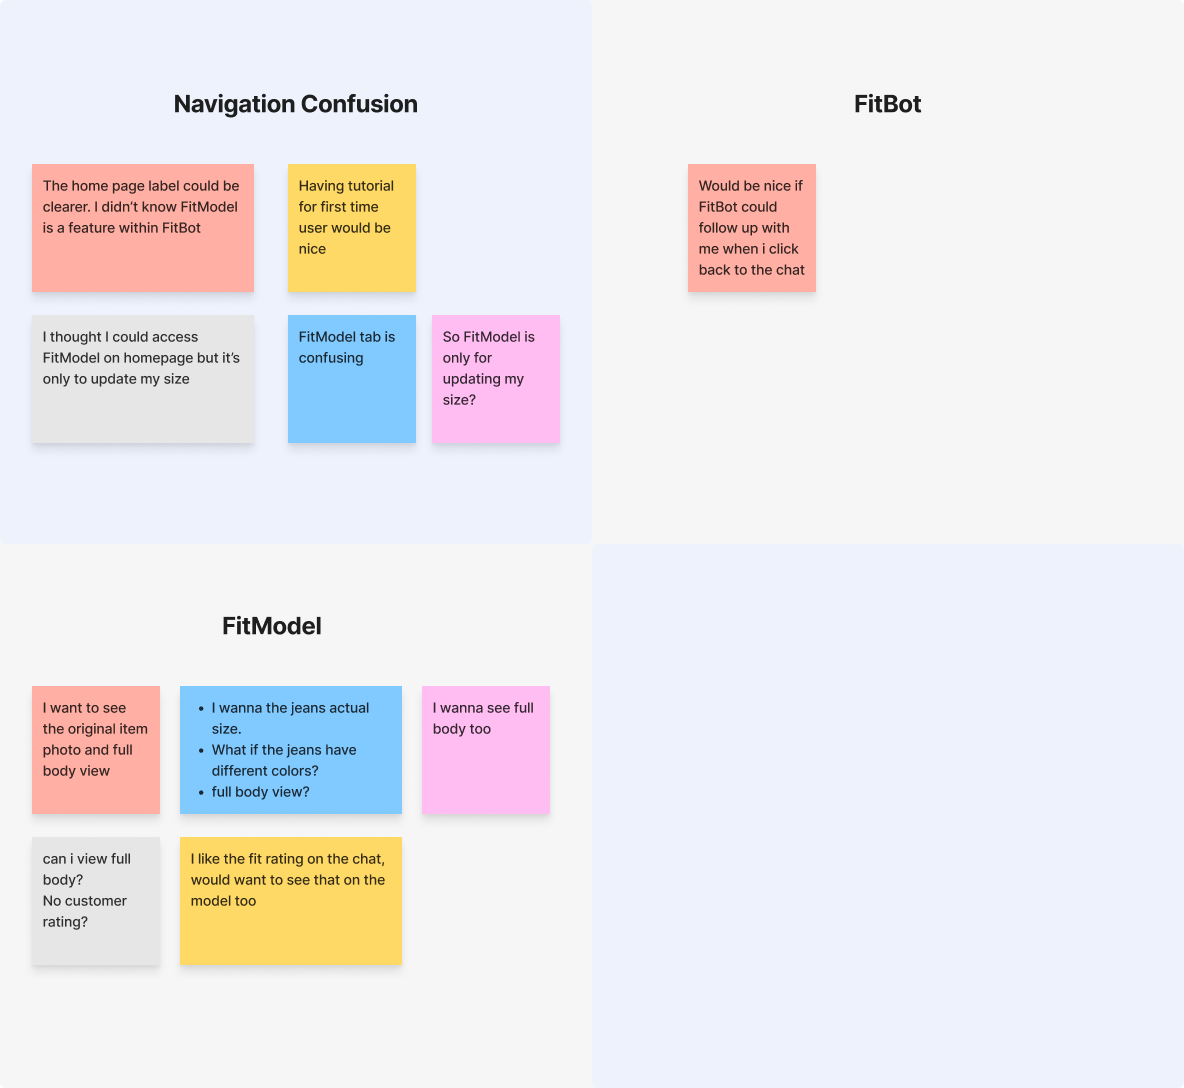 Navigation Confusion
The home page label could be
clearer. I didn’t know FitModel
is a feature within FitBot
Having tutorial
for first time
user would be
nice
I thought I could access
FitModel on homepage but it’s
only to update my size
FitModel tab is
confusing
So FitModel is
only for
updating my
size?
FitBot
Would be nice if
FitBot could
follow up with
me when i click
back to the chat
FitModel
I want to see
the original item
photo and full
body view
• I wanna the jeans actual
size.
• What if the jeans have
different colors?
• full body view?
I wanna see full
body too
can i view full
body?
No customer
rating?
I like the fit rating on the chat,
would want to see that on the
model too